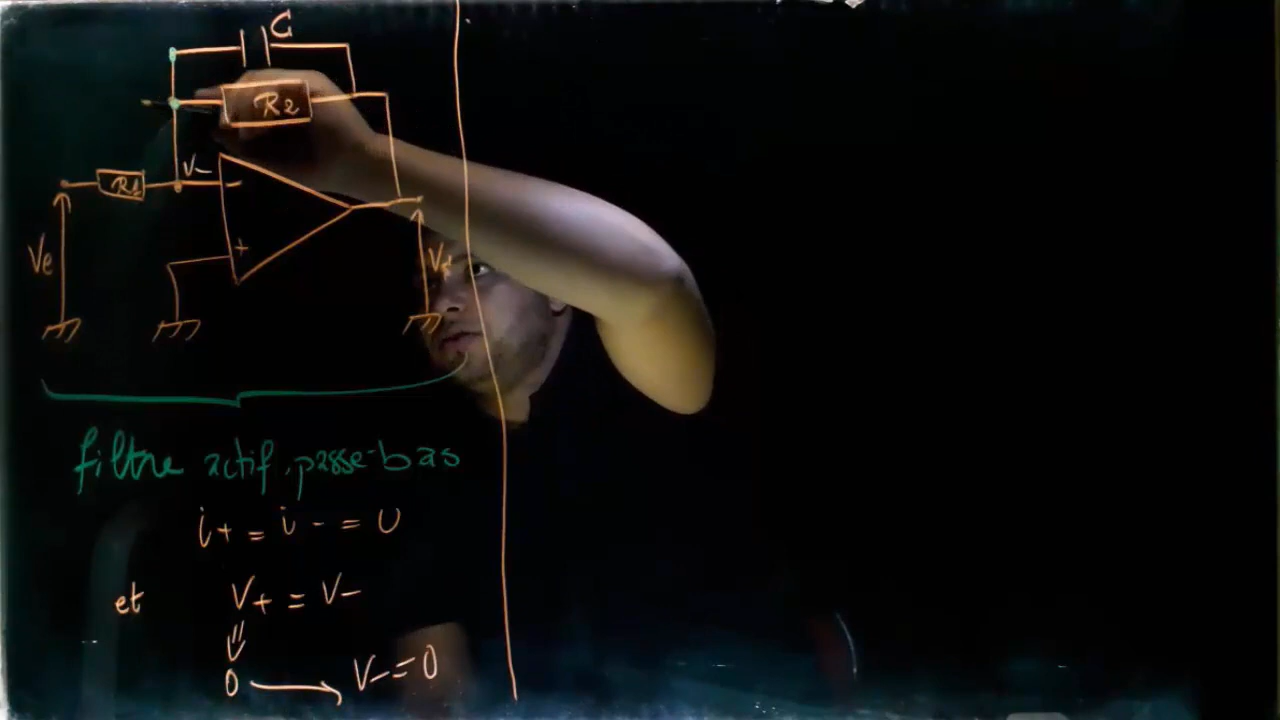 C
R2
V-
R1
-
+
Ve
Vs
filtre actif, passe-bas
i+ = i- = 0
et V+ = V-
0 → V- = 0